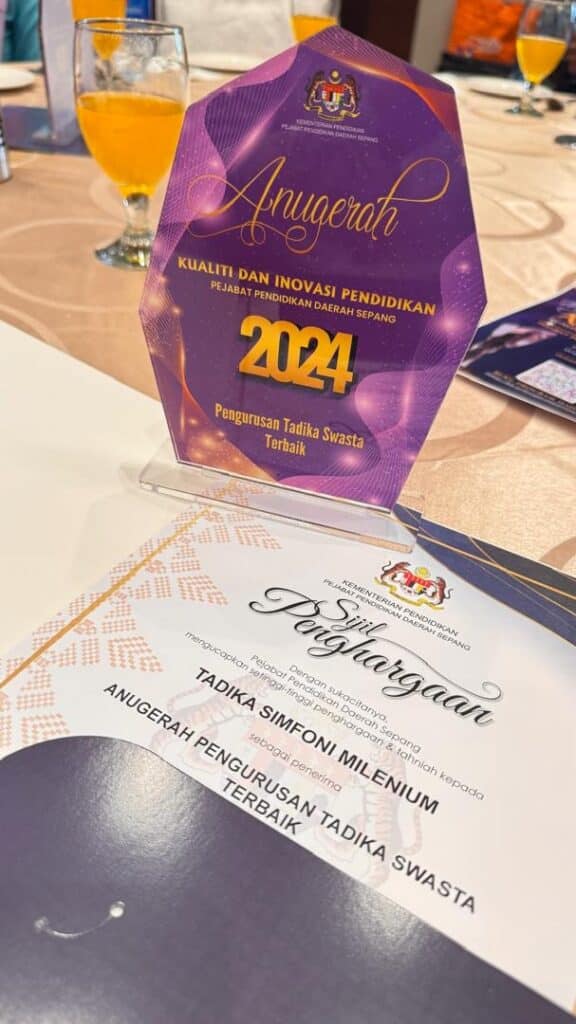 KEMENTERIAN PENDIDIKAN
PEJABAT PENDIDIKAN DAERAH SEPANG
Anugerah
KUALITI DAN INOVASI PENDIDIKAN
PEJABAT PENDIDIKAN DAERAH SEPANG
2024
Pengurusan Tadika Swasta
Terbaik
KEMENTERIAN PENDIDIKAN
PEJABAT PENDIDIKAN DAERAH SEPANG
Sijil
Penghargaan
Dengan sukacitanya,
Pejabat Pendidikan Daerah Sepang
mengucapkan setinggi-tinggi penghargaan & tahniah kepada
TADIKA SIMFONI MILENIUM
sebagai penerima
ANUGERAH PENGURUSAN TADIKA SWASTA
TERBAIK